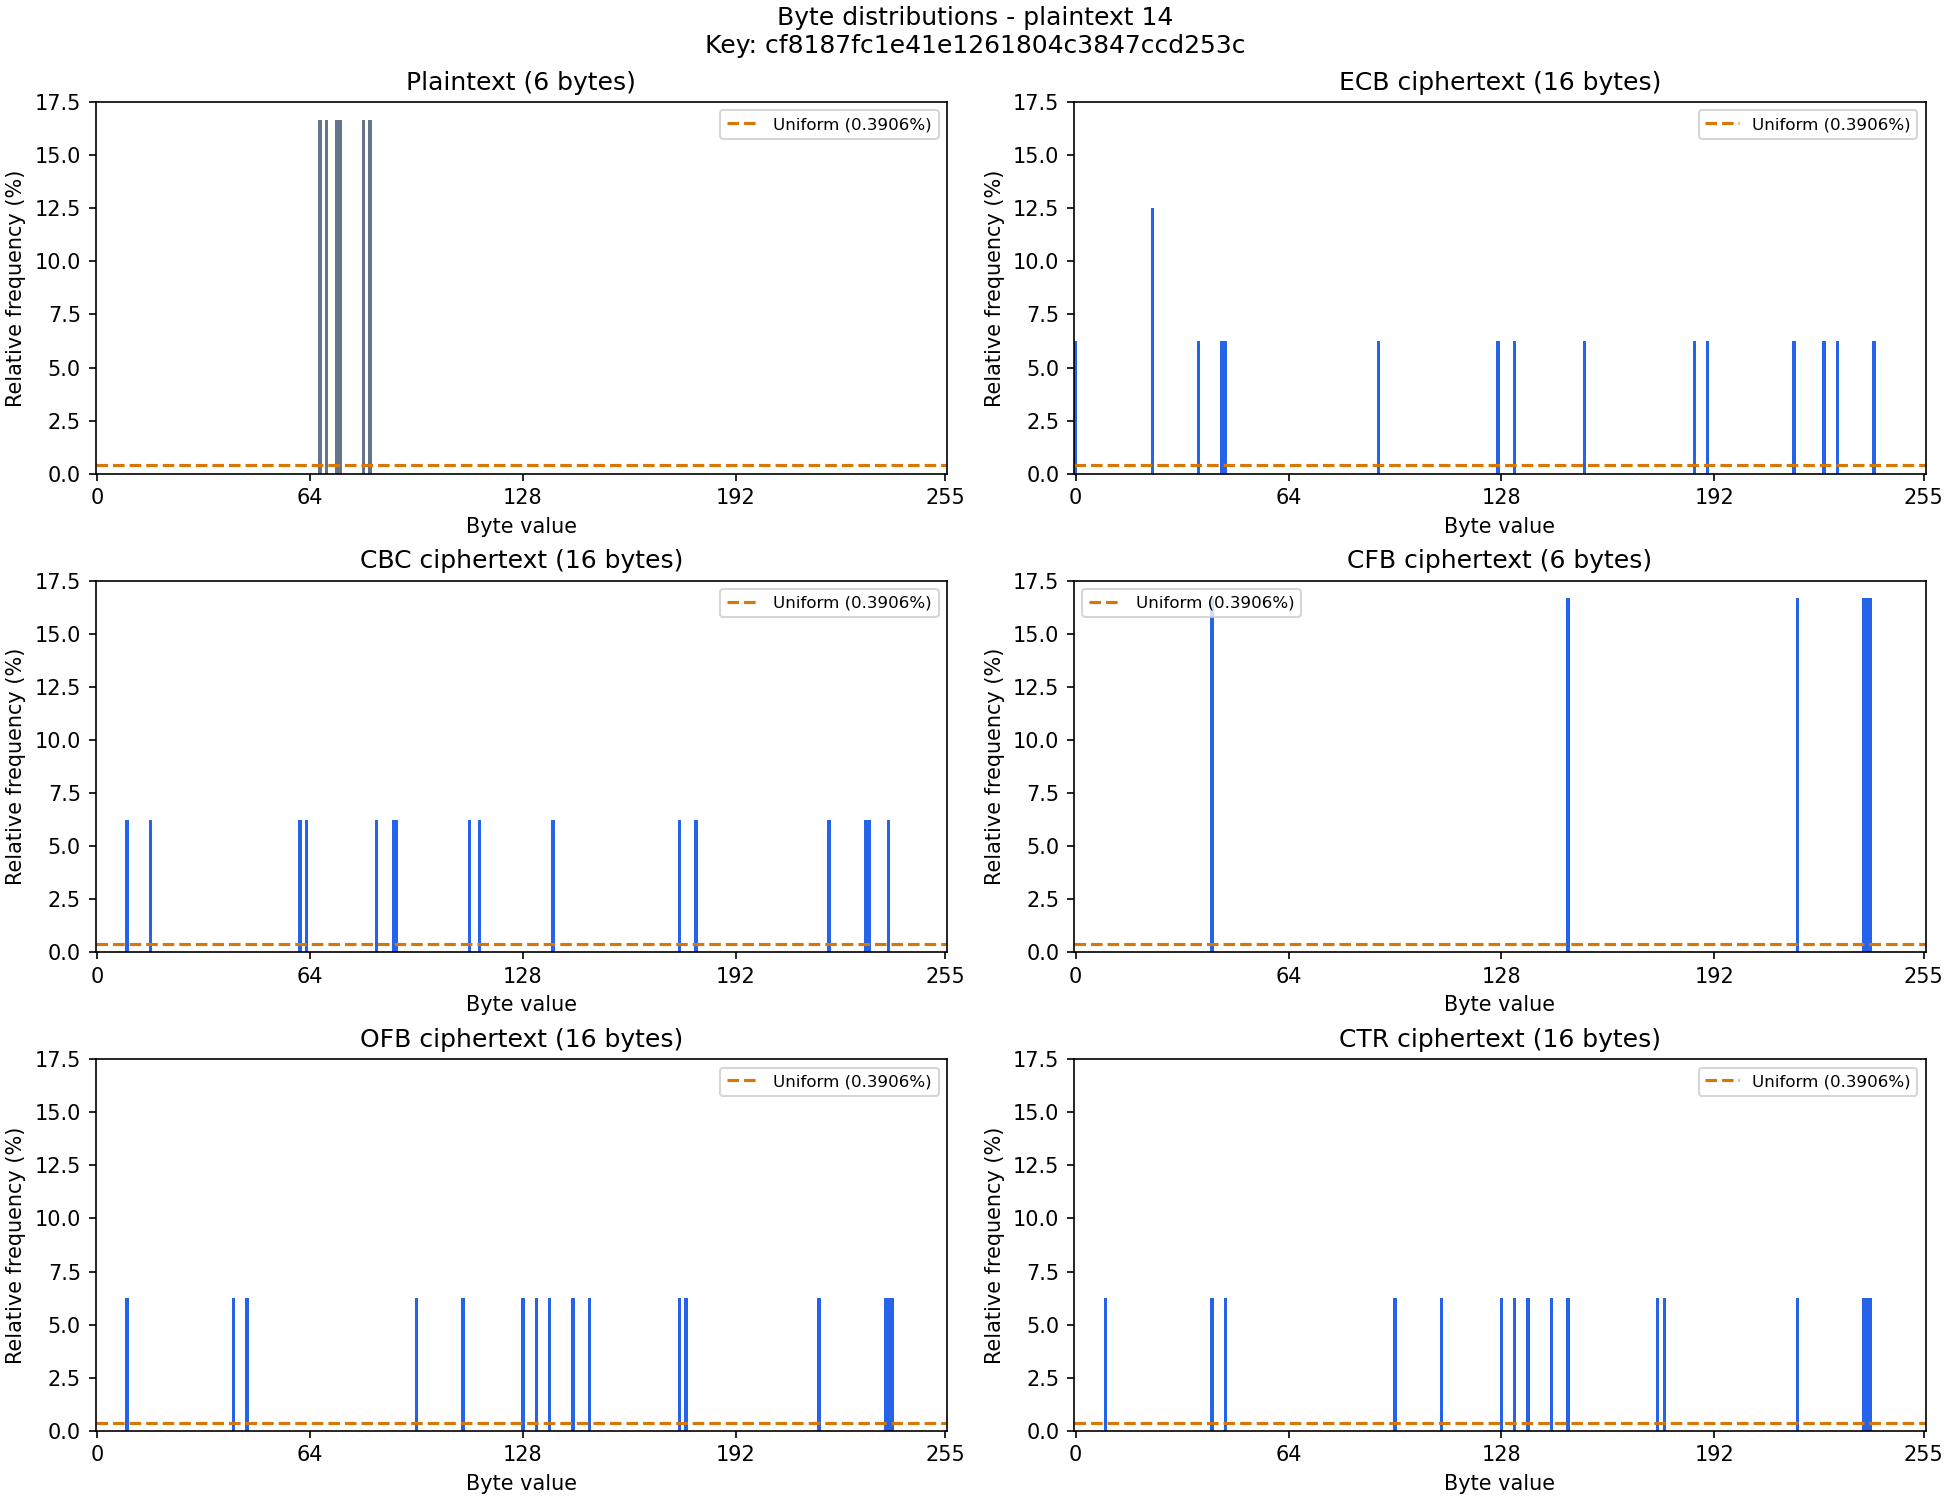 Byte distributions - plaintext 14
Key: cf8187fc1e41e1261804c3847ccd253c
Plaintext (6 bytes)
17.5
15.0
12.5
10.0
7.5
5.0
2.5
0.0
Relative frequency (%)
Uniform (0.3906%)
0 64 128 192 255
Byte value
ECB ciphertext (16 bytes)
17.5
15.0
12.5
10.0
7.5
5.0
2.5
0.0
Relative frequency (%)
Uniform (0.3906%)
0 64 128 192 255
Byte value
CBC ciphertext (16 bytes)
17.5
15.0
12.5
10.0
7.5
5.0
2.5
0.0
Relative frequency (%)
Uniform (0.3906%)
0 64 128 192 255
Byte value
CFB ciphertext (6 bytes)
17.5
15.0
12.5
10.0
7.5
5.0
2.5
0.0
Relative frequency (%)
Uniform (0.3906%)
0 64 128 192 255
Byte value
OFB ciphertext (16 bytes)
17.5
15.0
12.5
10.0
7.5
5.0
2.5
0.0
Relative frequency (%)
Uniform (0.3906%)
0 64 128 192 255
Byte value
CTR ciphertext (16 bytes)
17.5
15.0
12.5
10.0
7.5
5.0
2.5
0.0
Relative frequency (%)
Uniform (0.3906%)
0 64 128 192 255
Byte value